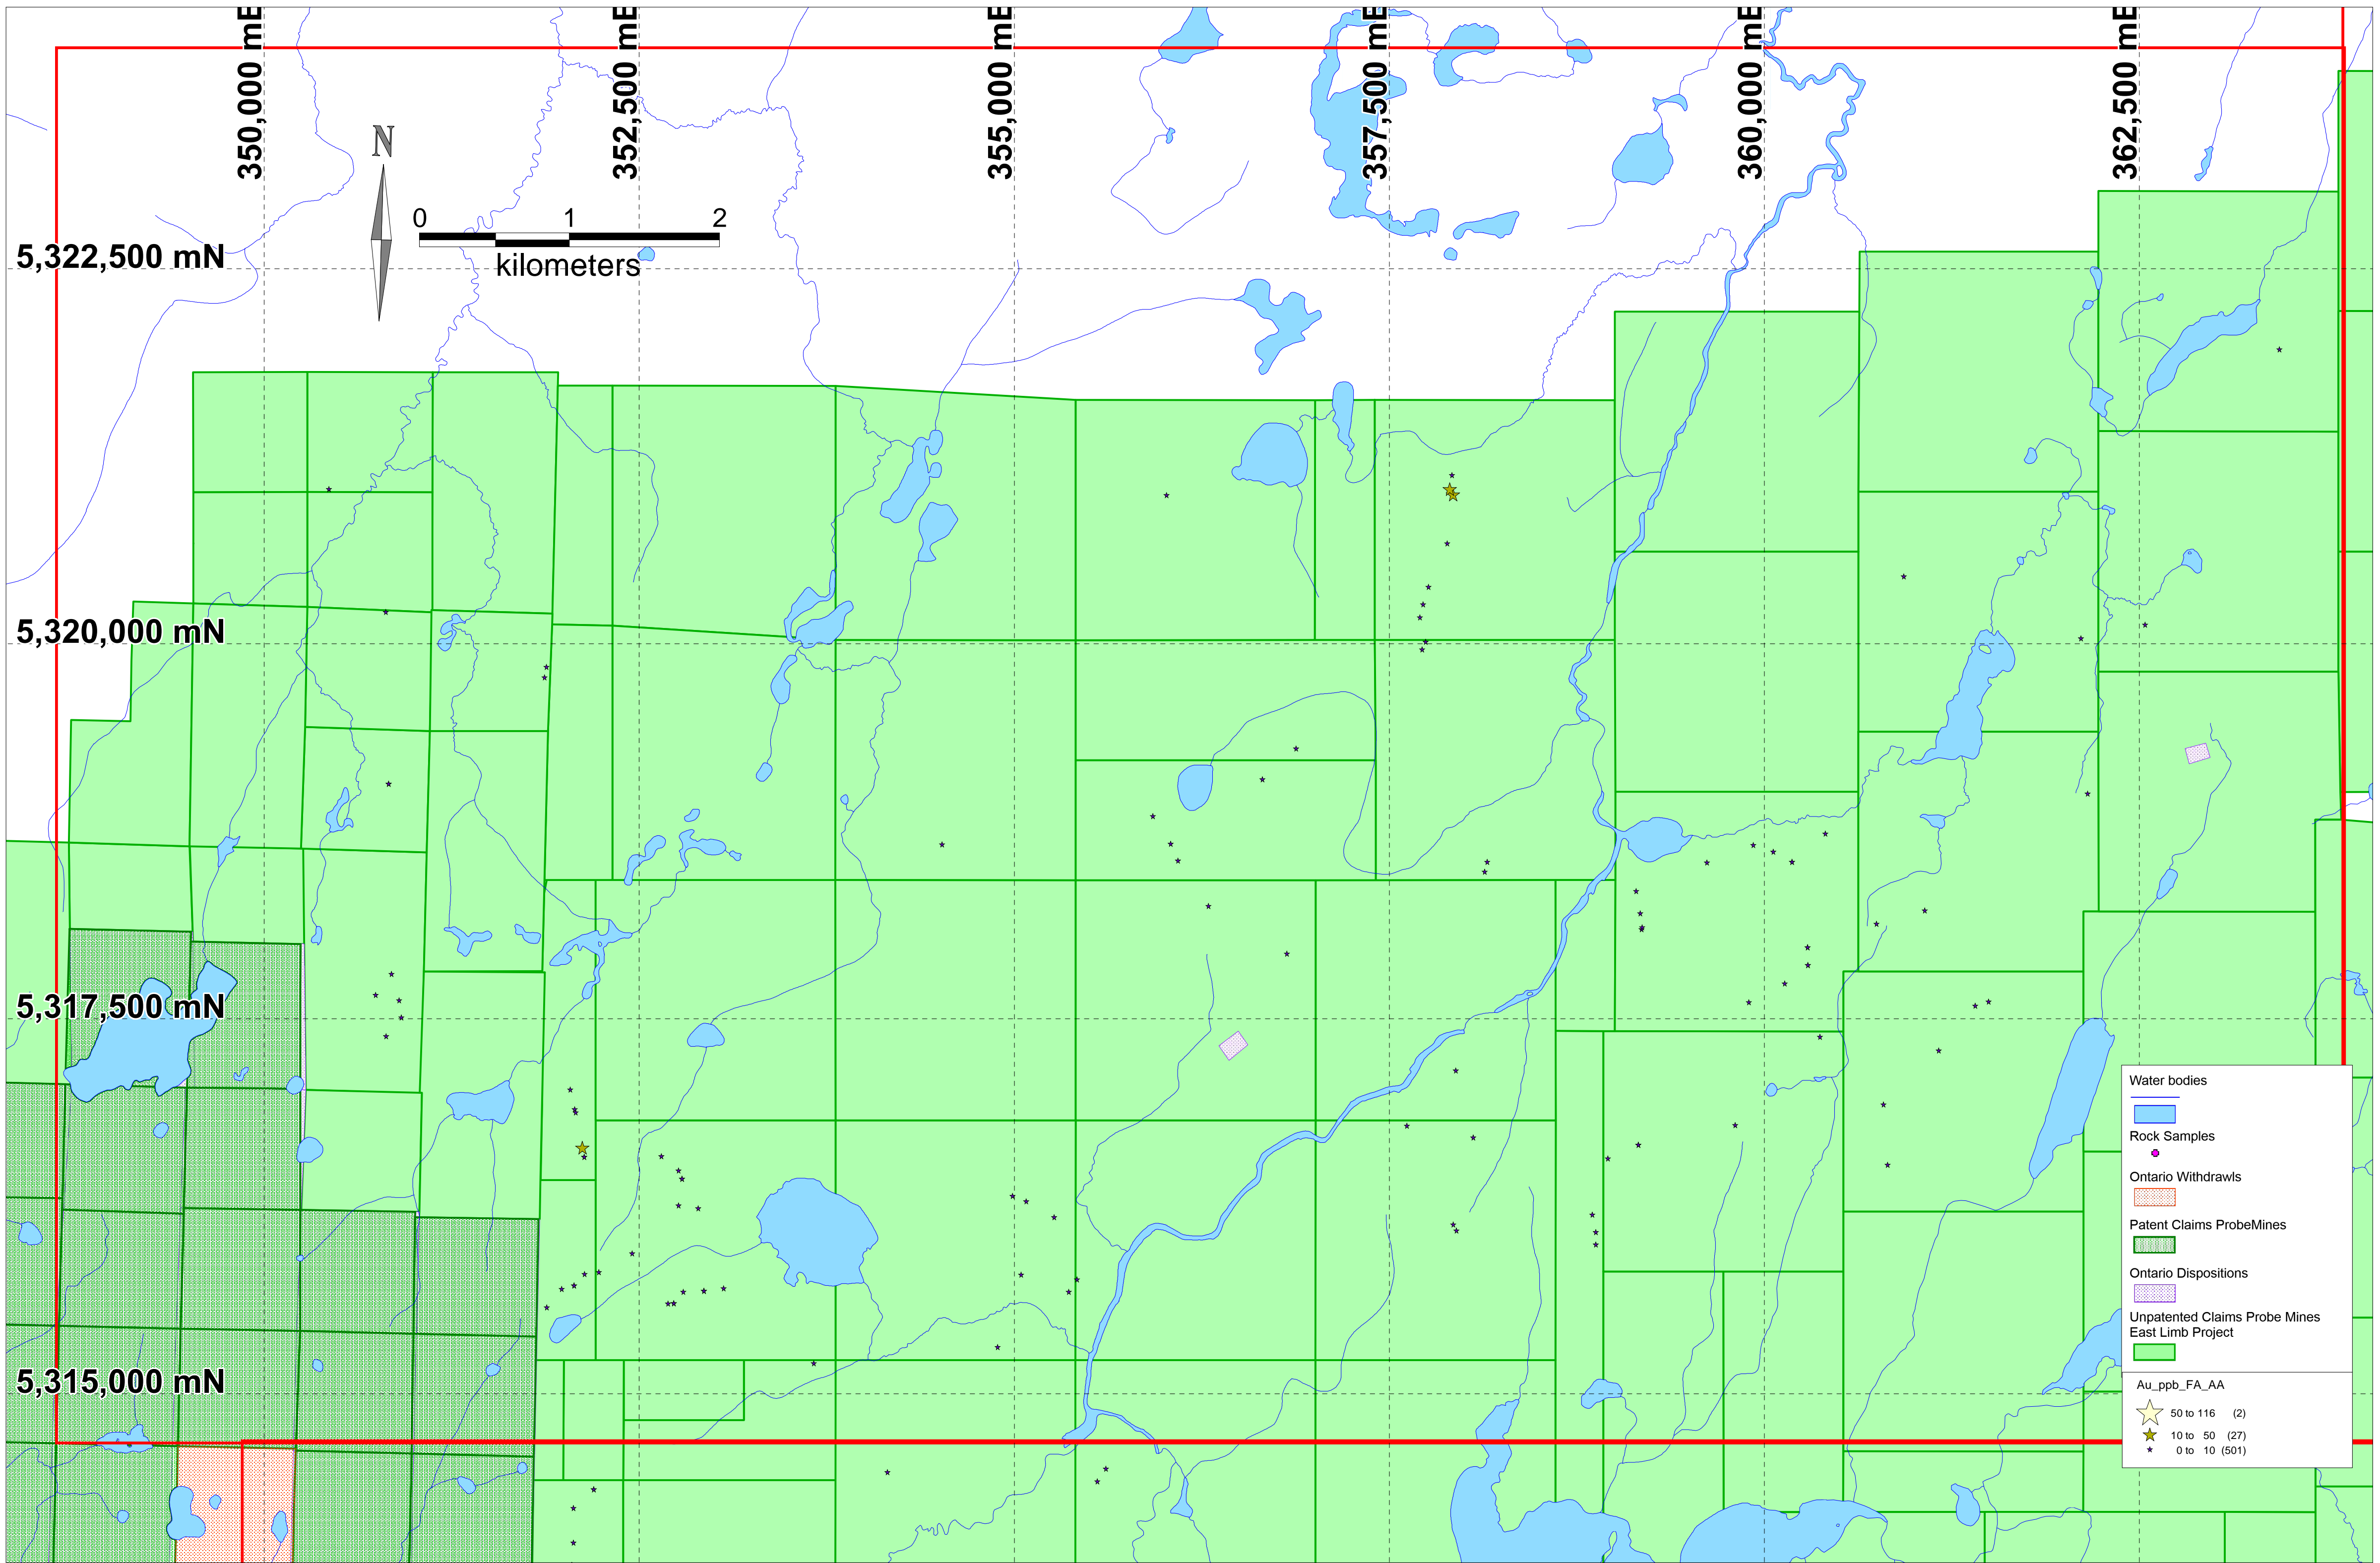 350,000 mE
352,500 mE
355,000 mE
357,500 mE
360,000 mE
362,500 mE
N
0 1 2
kilometers
5,322,500 mN
5,320,000 mN
5,317,500 mN
5,315,000 mN
Water bodies
Rock Samples
Ontario Withdrawls
Patent Claims ProbeMines
Ontario Dispositions
Unpatented Claims Probe Mines
East Limb Project
Au_ppb_FA_AA
50 to 116 (2)
10 to 50 (27)
0 to 10 (501)